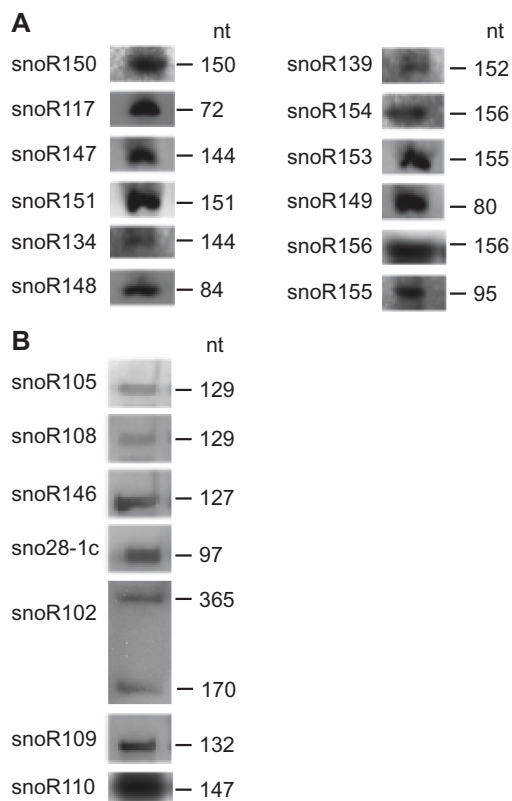 A
nt
snoR150 – 150
snoR117 – 72
snoR147 – 144
snoR151 – 151
snoR134 – 144
snoR148 – 84
nt
snoR139 – 152
snoR154 – 156
snoR153 – 155
snoR149 – 80
snoR156 – 156
snoR155 – 95
B
nt
snoR105 – 129
snoR108 – 129
snoR146 – 127
sno28-1c – 97
snoR102 – 365
– 170
snoR109 – 132
snoR110 – 147